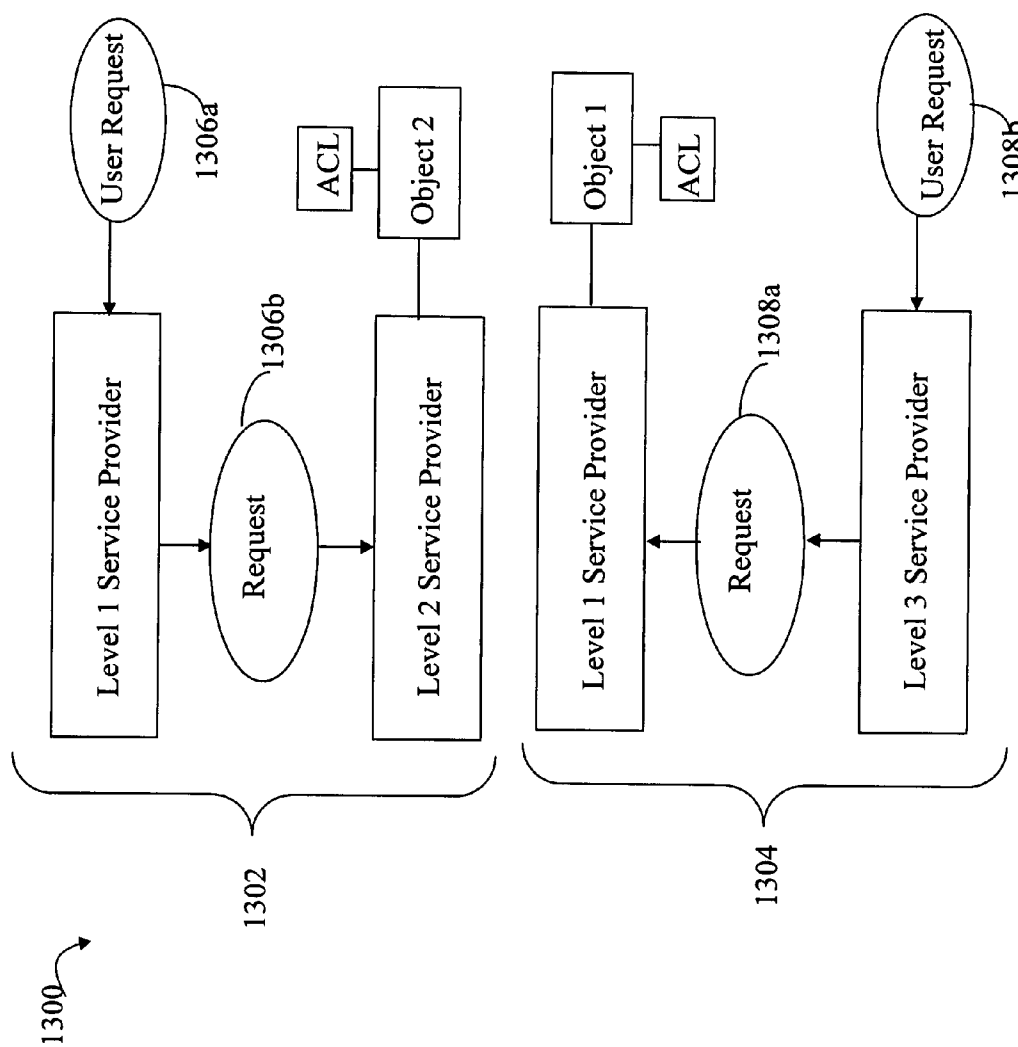 1300
1304
1302
Level 3 Service Provider
Request
Level 1 Service Provider
Level 2 Service Provider
Request
Level 1 Service Provider
1308a
1306b
User Request
Object 1
ACL
Object 2
ACL
User Request
1308b
1306a